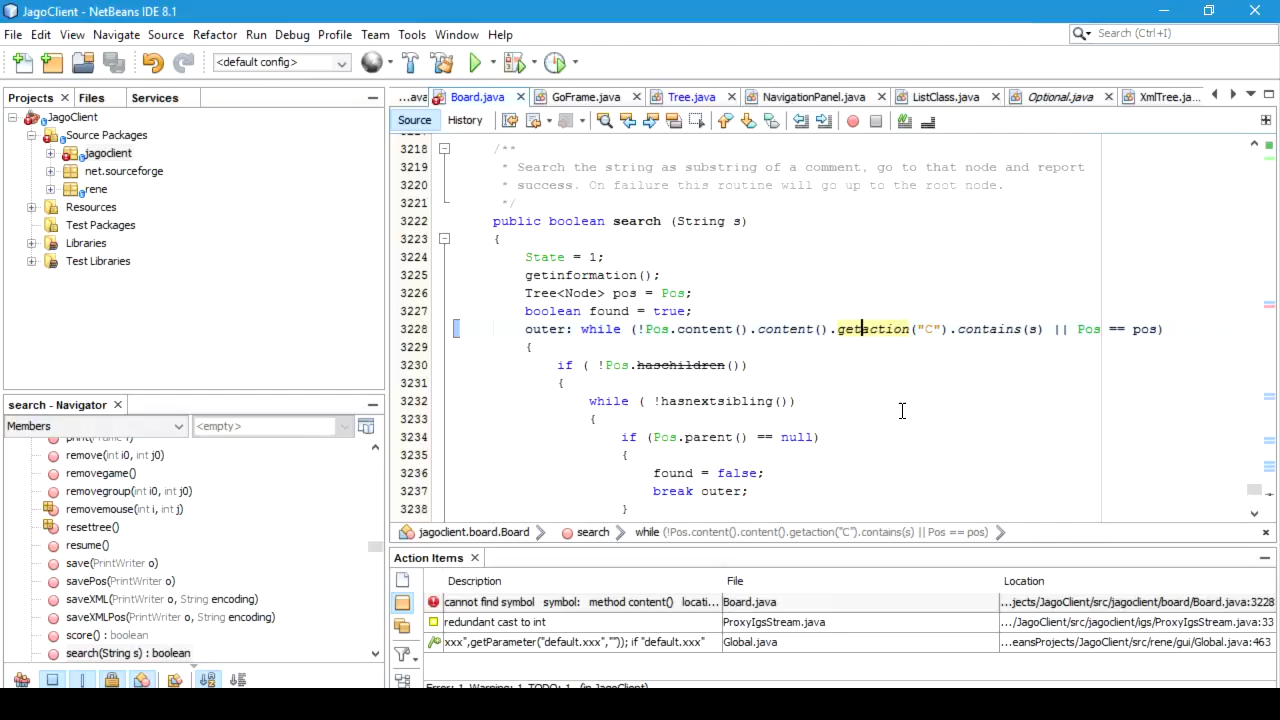 JagoClient - NetBeans IDE 8.1
File Edit View Navigate Source Refactor Run Debug Profile Team Tools Window Help
Search (Ctrl+I)
<default config>
Projects Files Services
JagoClient
Source Packages
jagoclient
net.sourceforge
rene
Resources
Test Packages
Libraries
Test Libraries
search - Navigator
Members <empty>
remove(int i0, int j0)
removegame()
removegroup(int i0, int j0)
removemouse(int i, int j)
resettree()
resume()
save(PrintWriter o)
savePos(PrintWriter o)
saveXML(PrintWriter o, String encoding)
saveXMLPos(PrintWriter o, String encoding)
score() : boolean
search(String s) : boolean
...ava Board.java GoFrame.java Tree.java NavigationPanel.java ListClass.java Optional.java XmlTree.ja...
Source History
3218 /**
3219 * Search the string as substring of a comment, go to that node and report
3220 * success. On failure this routine will go up to the root node.
3221 */
3222 public boolean search (String s)
3223 {
3224 State = 1;
3225 getinformation();
3226 Tree<Node> pos = Pos;
3227 boolean found = true;
3228 outer: while (!Pos.content().content().getaction("C").contains(s) || Pos == pos)
3229 {
3230 if ( !Pos.haschildren())
3231 {
3232 while ( !hasnextsibling())
3233 {
3234 if (Pos.parent() == null)
3235 {
3236 found = false;
3237 break outer;
3238 }
jagoclient.board.Board search while (!Pos.content().content().getaction("C").contains(s) || Pos == pos)
Action Items
Description File Location
cannot find symbol symbol: method content() locati... Board.java ...jects/JagoClient/src/jagoclient/board/Board.java:3228
redundant cast to int ProxyIgsStream.java .../JagoClient/src/jagoclient/igs/ProxyIgsStream.java:33
xxx",getParameter("default.xxx","")); if "default.xxx" Global.java ...eansProjects/JagoClient/src/rene/gui/Global.java:463
Error: 1 Warning: 1 TODO: 1 (in JagoClient)